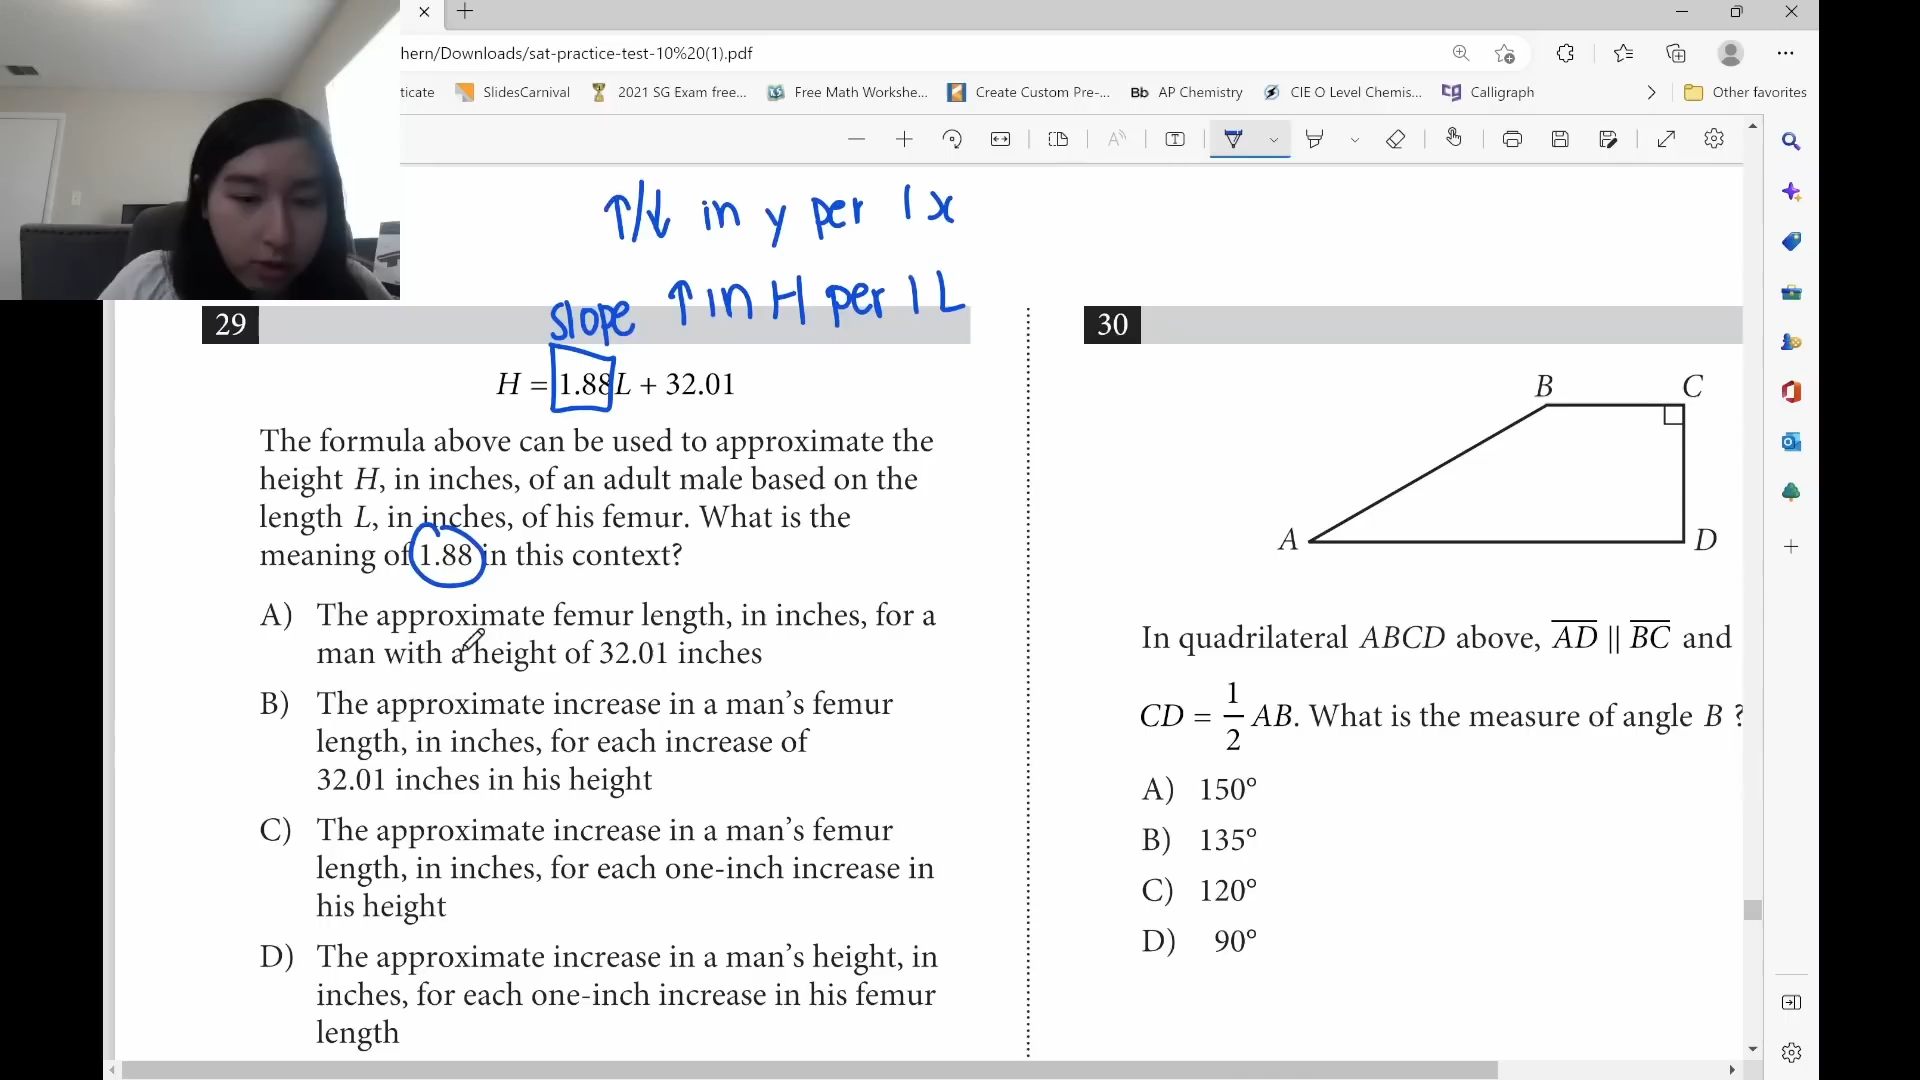 hern/Downloads/sat-practice-test-10%20(1).pdf
ticate SlidesCarnival 2021 SG Exam free... Free Math Workshe... Create Custom Pre-... Bb AP Chemistry CIE O Level Chemis... Calligraph Other favorites
↑/↓ in y per 1 x
slope ↑ in H per 1 L
29
H = 1.88L + 32.01
The formula above can be used to approximate the
height H, in inches, of an adult male based on the
length L, in inches, of his femur. What is the
meaning of 1.88 in this context?
A) The approximate femur length, in inches, for a
man with a height of 32.01 inches
B) The approximate increase in a man's femur
length, in inches, for each increase of
32.01 inches in his height
C) The approximate increase in a man's femur
length, in inches, for each one-inch increase in
his height
D) The approximate increase in a man's height, in
inches, for each one-inch increase in his femur
length
30
B C
A D
In quadrilateral ABCD above, AD || BC and
CD = 1/2 AB. What is the measure of angle B ?
A) 150°
B) 135°
C) 120°
D) 90°